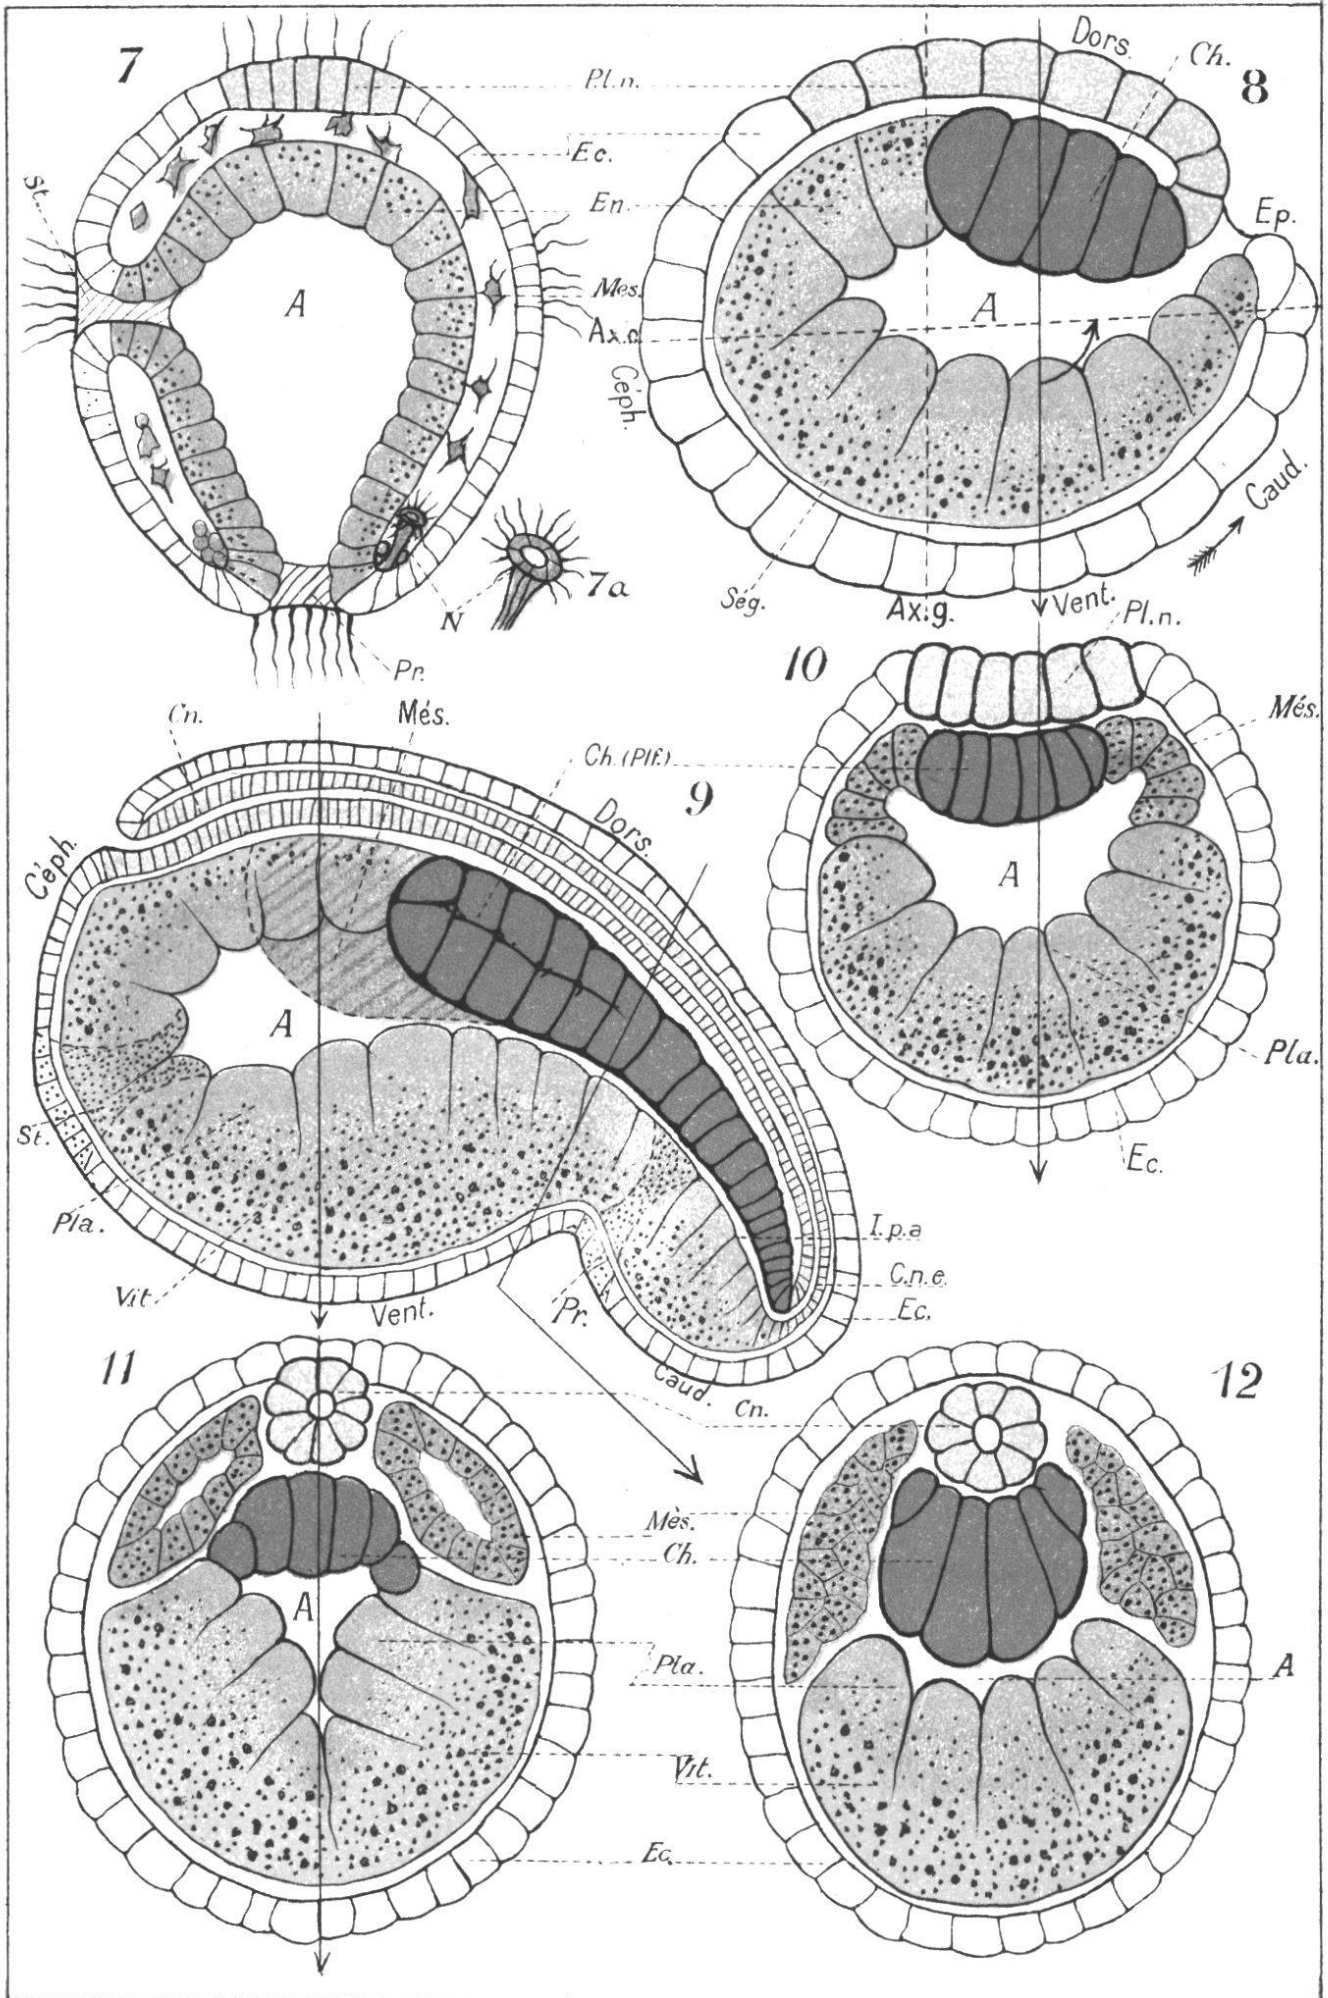 7
Pl.n.
Dors.
Ch.
8
St.
Ec.
En.
Ep.
A
Mes.
Ax.c.
A
Céph.
Caud.
7a
N
Pr.
Seg.
Ax.g.
Vent.
Pl.n.
10
Cn.
Més.
Més.
Ch. (Plf.)
9
Dors.
Céph.
A
A
St.
Pla.
Pla.
Ec.
I.p.a
C.n.e.
Ec.
Vit.
Vent.
Pr.
Caud.
Cn.
11
12
Mès.
Ch.
A
Pla.
A
Vit.
Ec.